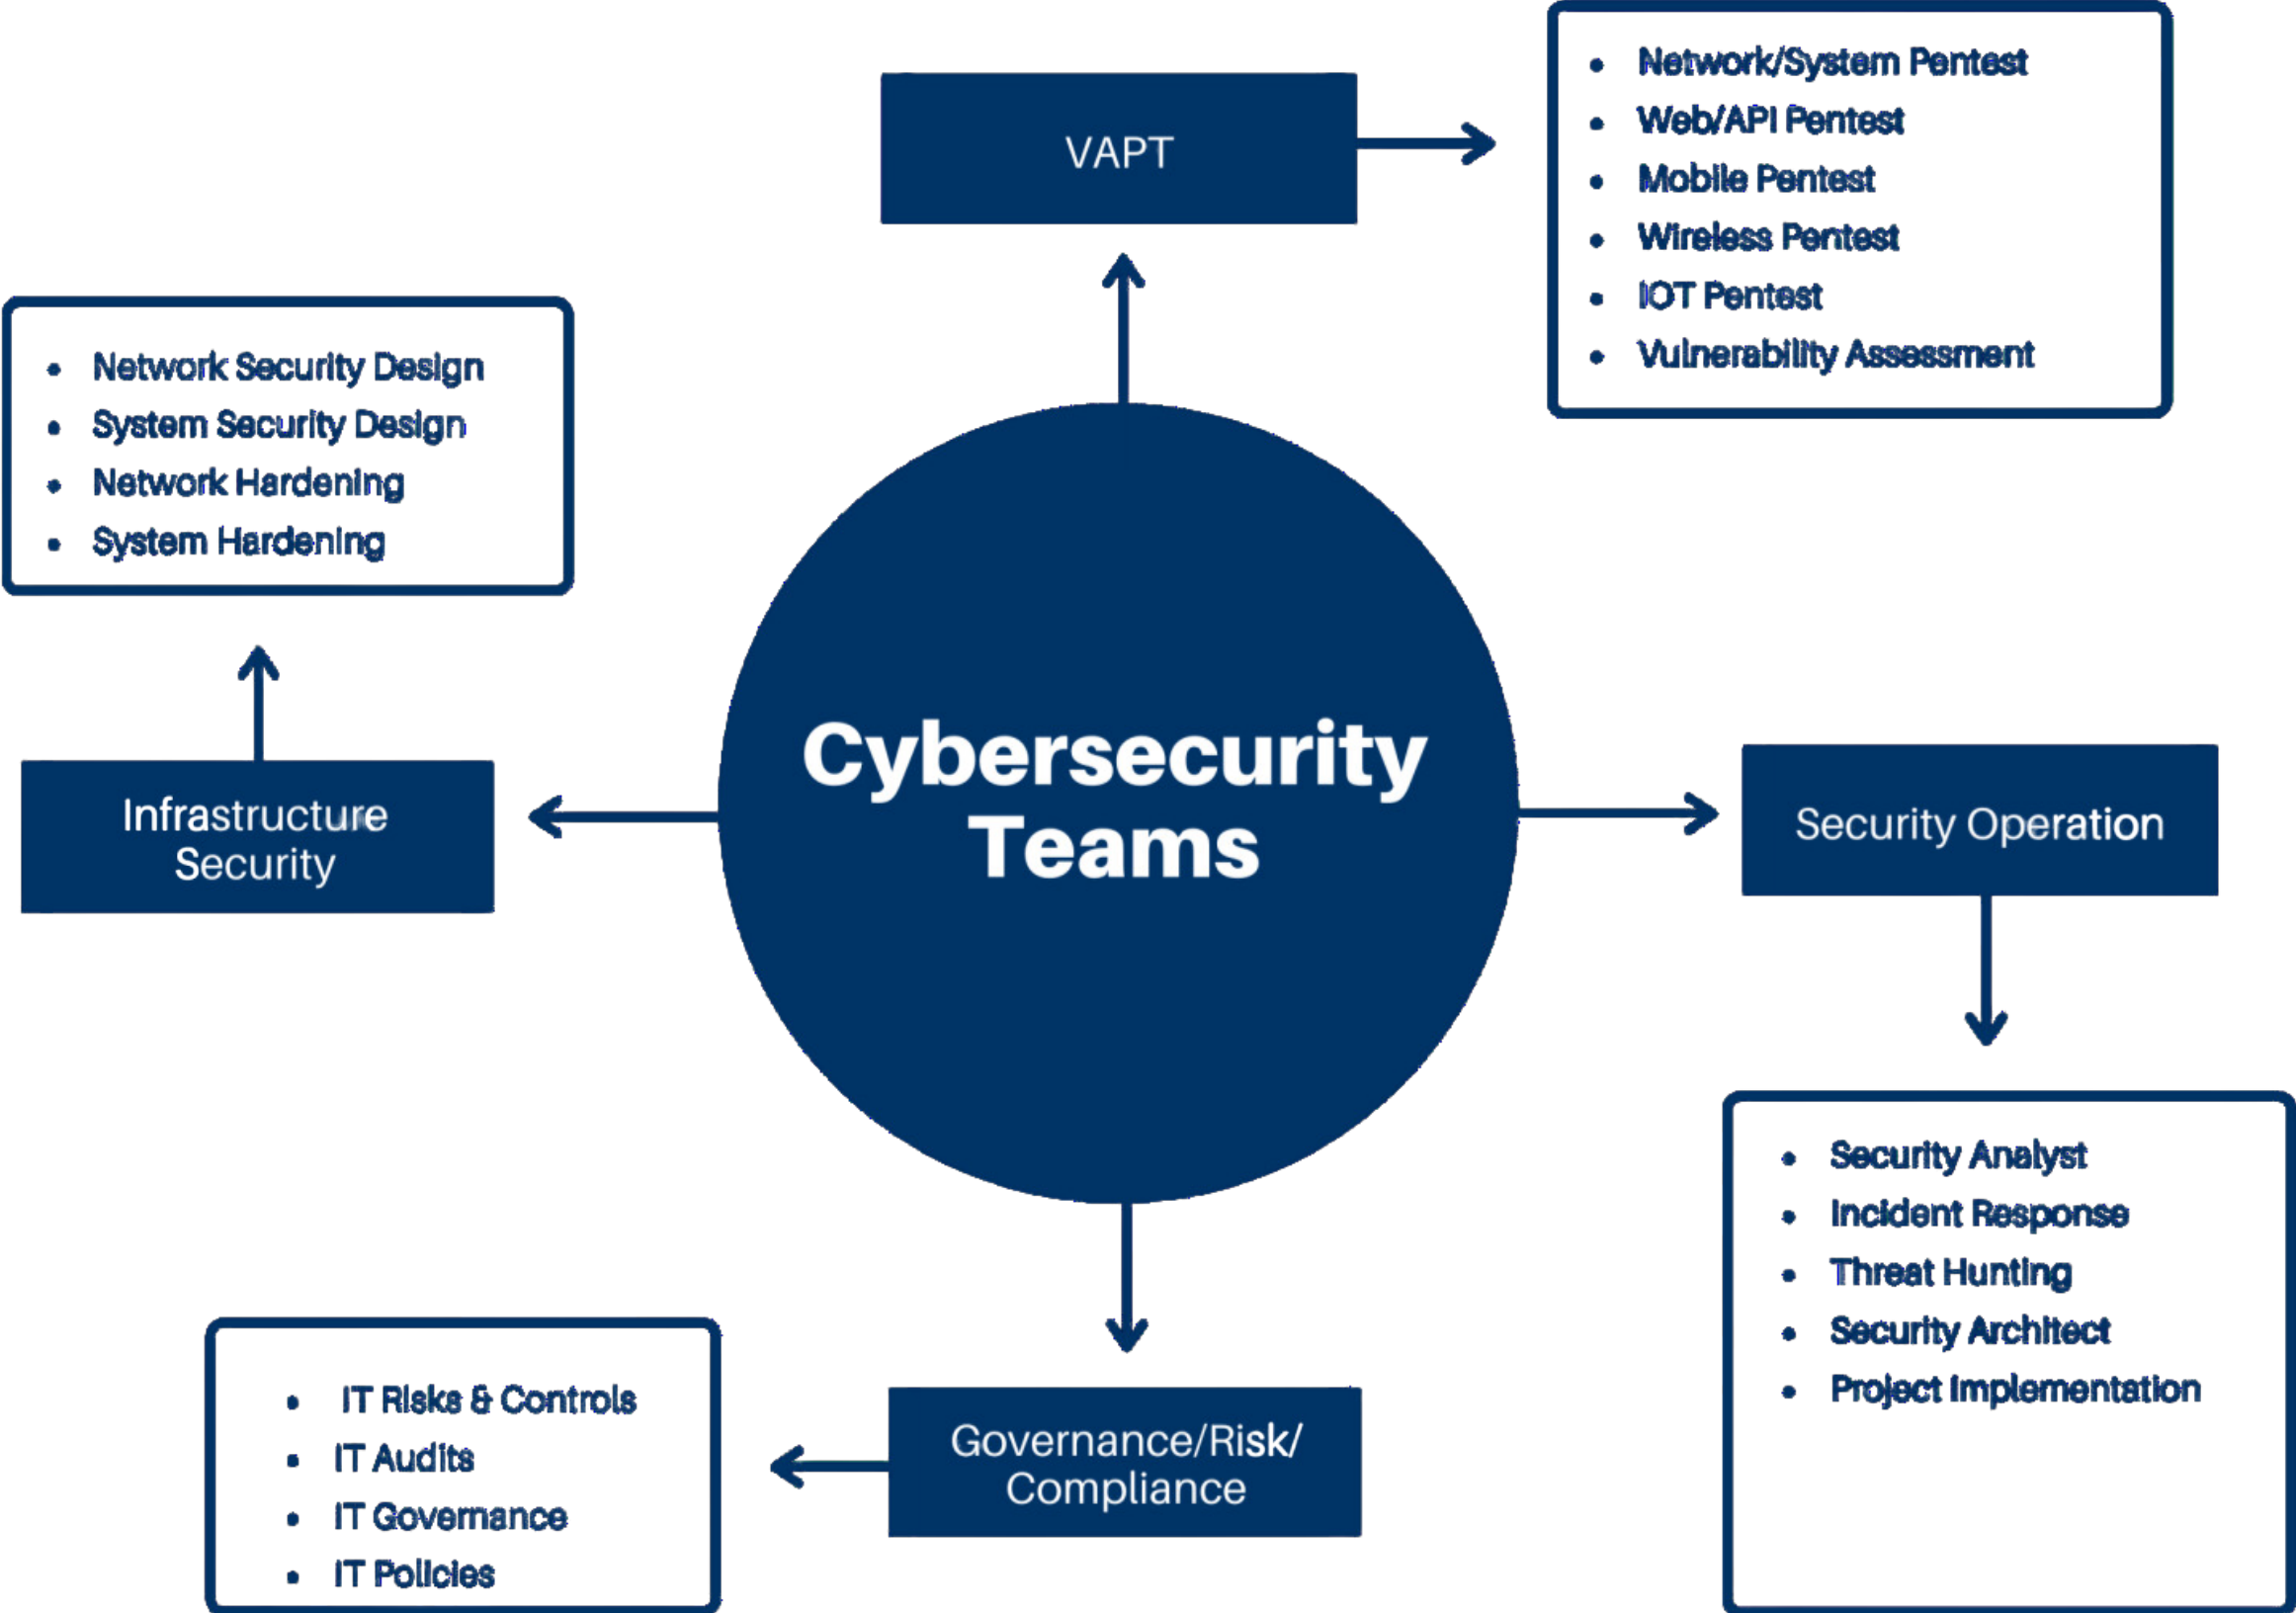 VAPT
• Network/System Pentest
• Web/API Pentest
• Mobile Pentest
• Wireless Pentest
• IOT Pentest
• Vulnerability Assessment
• Network Security Design
• System Security Design
• Network Hardening
• System Hardening
Infrastructure
Security
Cybersecurity
Teams
Security Operation
• Security Analyst
• Incident Response
• Threat Hunting
• Security Architect
• Project Implementation
Governance/Risk/
Compliance
• IT Risks & Controls
• IT Audits
• IT Governance
• IT Policies